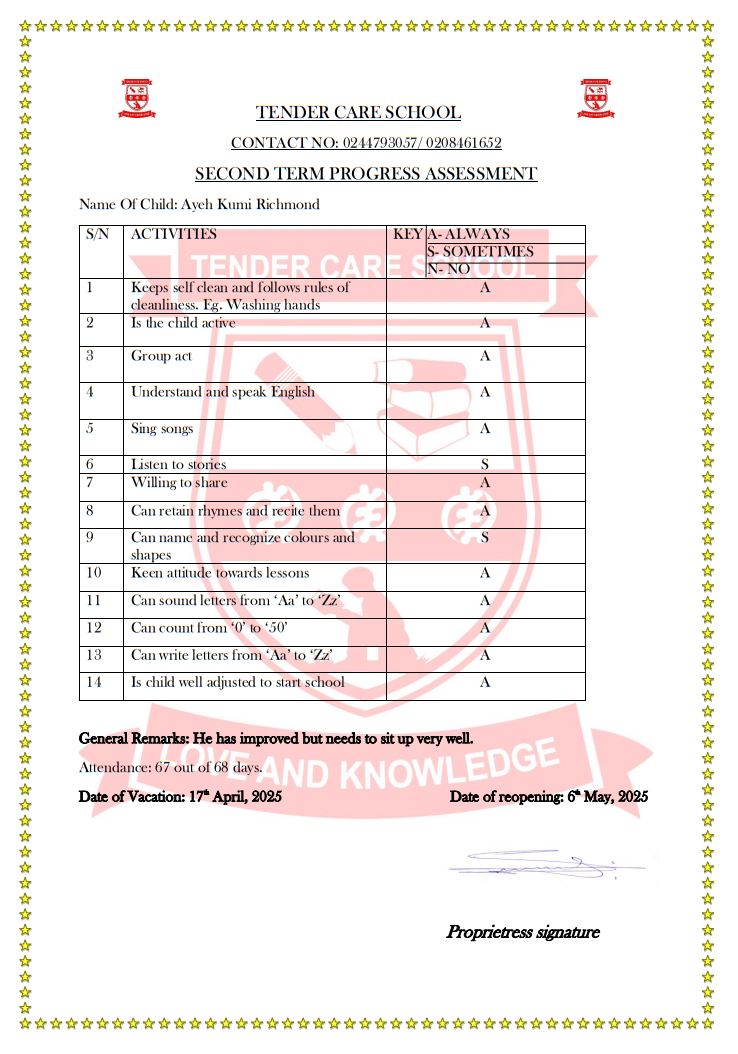 TENDER CARE SCHOOL
CONTACT NO: 0244793057/ 0208461652
SECOND TERM PROGRESS ASSESSMENT
Name Of Child: Ayeh Kumi Richmond
S/N ACTIVITIES KEY A- ALWAYS
S- SOMETIMES
N- NO
TENDER CARE SCHOOL
1 Keeps self clean and follows rules of A
cleanliness. Eg. Washing hands
2 Is the child active A
3 Group act A
4 Understand and speak English A
5 Sing songs A
6 Listen to stories S
7 Willing to share A
8 Can retain rhymes and recite them A
9 Can name and recognize colours and S
shapes
10 Keen attitude towards lessons A
11 Can sound letters from ‘Aa’ to ‘Zz’ A
12 Can count from ‘0’ to ‘50’ A
13 Can write letters from ‘Aa’ to ‘Zz’ A
14 Is child well adjusted to start school A
General Remarks: He has improved but needs to sit up very well.
LOVE AND KNOWLEDGE
Attendance: 67 out of 68 days.
Date of Vacation: 17th April, 2025 Date of reopening: 6th May, 2025
Proprietress signature